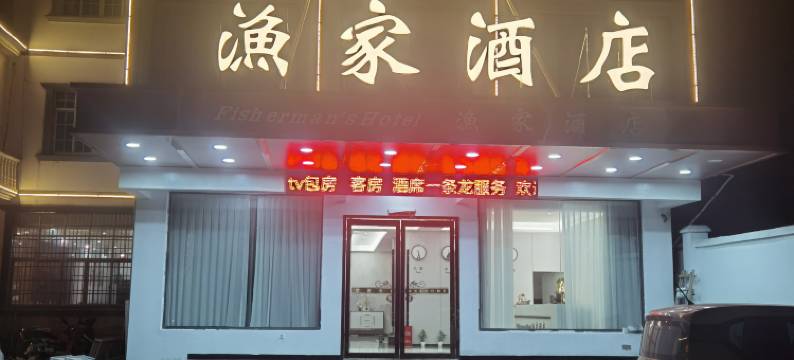 渔家酒店
Fisherman's Hotel 渔家酒店
tv包房 客房 酒席一条龙服务 欢迎